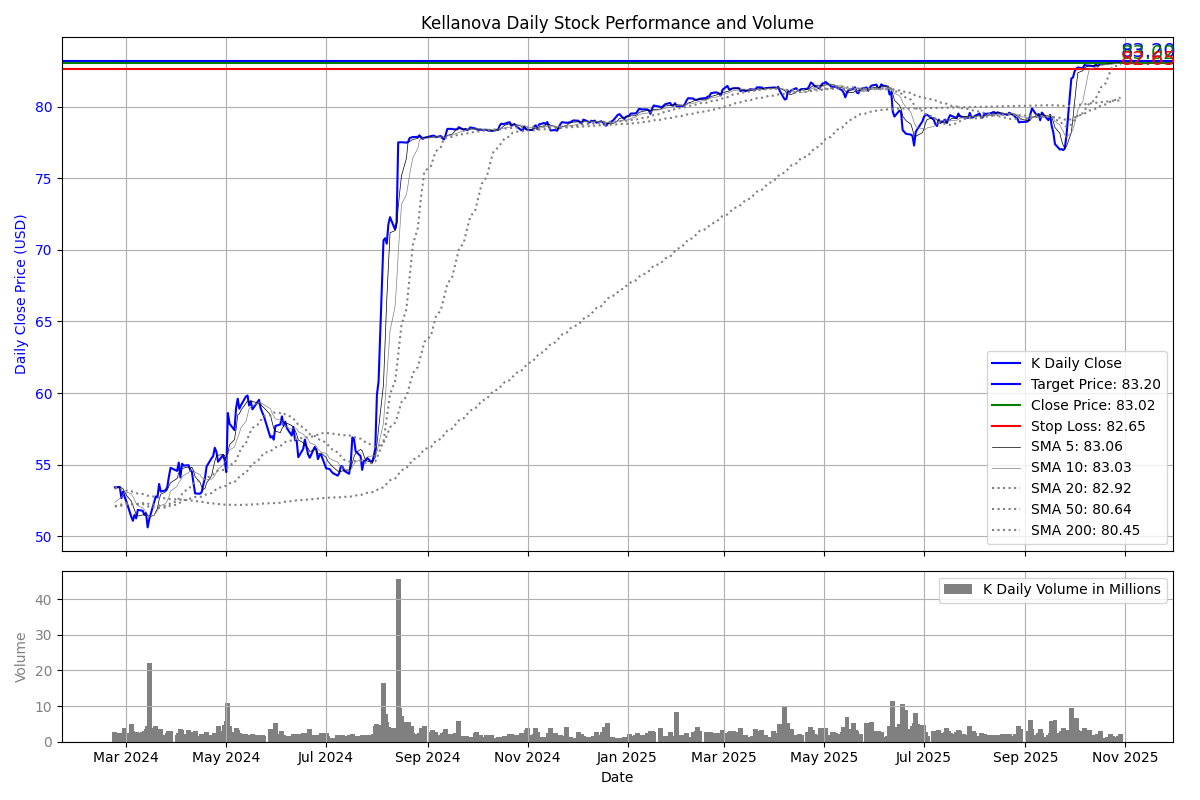 Kellanova Daily Stock Performance and Volume
83.20
83.02
82.65
Daily Close Price (USD)
80
75
70
65
60
55
50
K Daily Close
Target Price: 83.20
Close Price: 83.02
Stop Loss: 82.65
SMA 5: 83.06
SMA 10: 83.03
SMA 20: 82.92
SMA 50: 80.64
SMA 200: 80.45
Volume
40
30
20
10
0
K Daily Volume in Millions
Mar 2024 May 2024 Jul 2024 Sep 2024 Nov 2024 Jan 2025 Mar 2025 May 2025 Jul 2025 Sep 2025 Nov 2025
Date